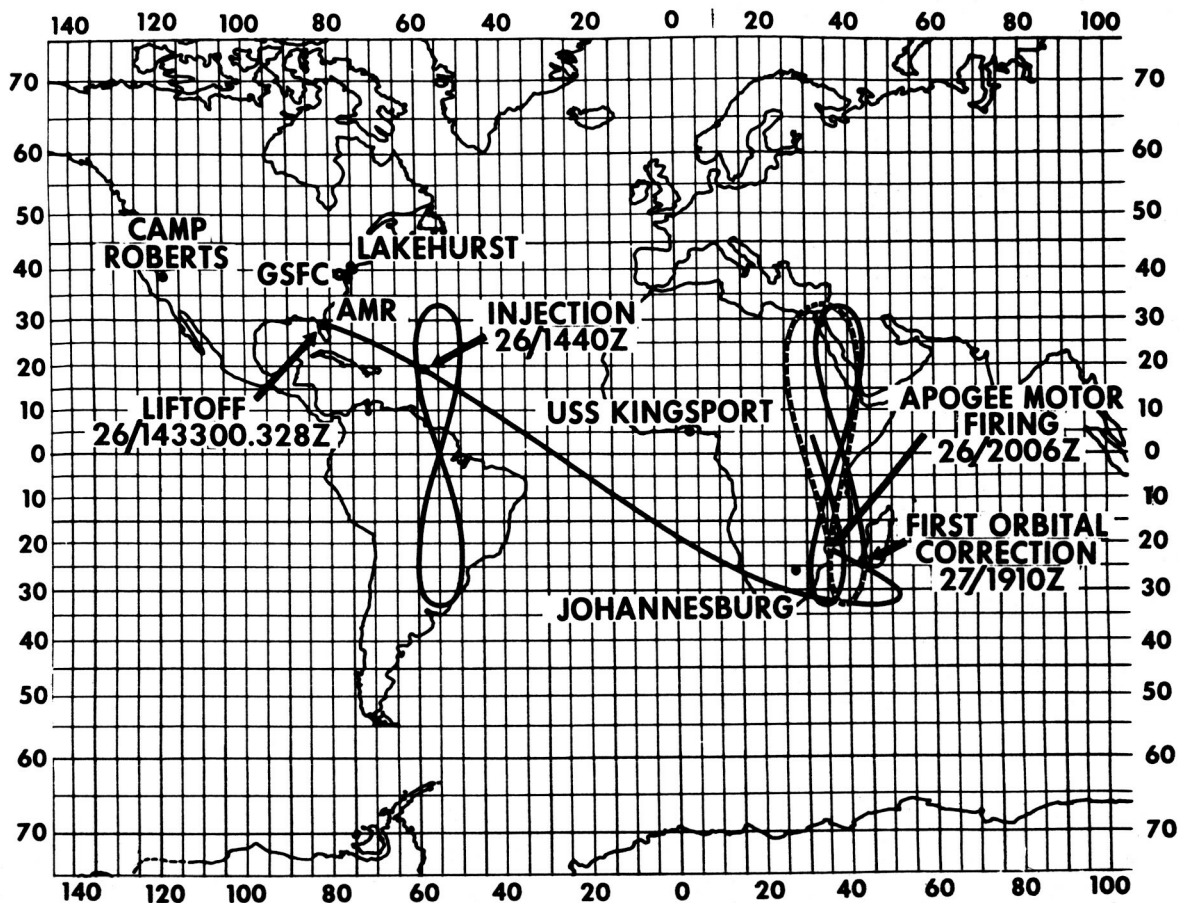 140 120 100 80 60 40 20 0 20 40 60 80 100
70 70
60 60
50 50
CAMP
ROBERTS
LAKEHURST
GSFC
40 40
AMR
INJECTION
26/1440Z
30 30
20 20
LIFTOFF
26/143300.328Z
USS KINGSPORT
APOGEE MOTOR
FIRING
26/2006Z
10 10
0 0
10 10
FIRST ORBITAL
CORRECTION
27/1910Z
20 20
30 30
JOHANNESBURG
40 40
50 50
60 60
70 70
140 120 100 80 60 40 20 0 20 40 60 80 100